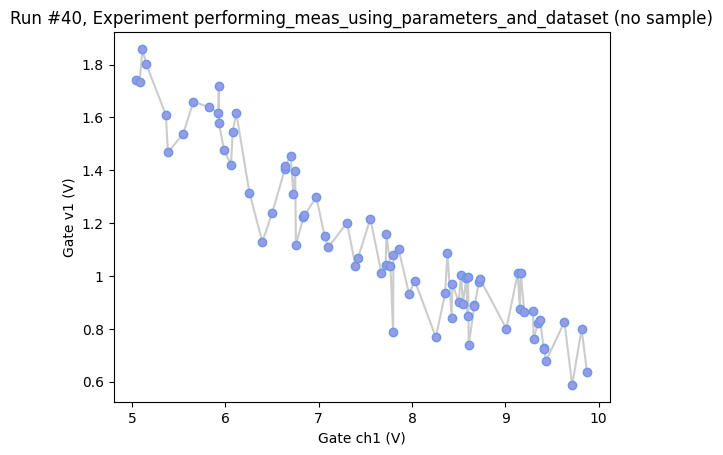 Run #40, Experiment performing_meas_using_parameters_and_dataset (no sample)
1.8
1.6
1.4
1.2
1
0.8
0.6
Gate v1 (V)
5 6 7 8 9 10
Gate ch1 (V)